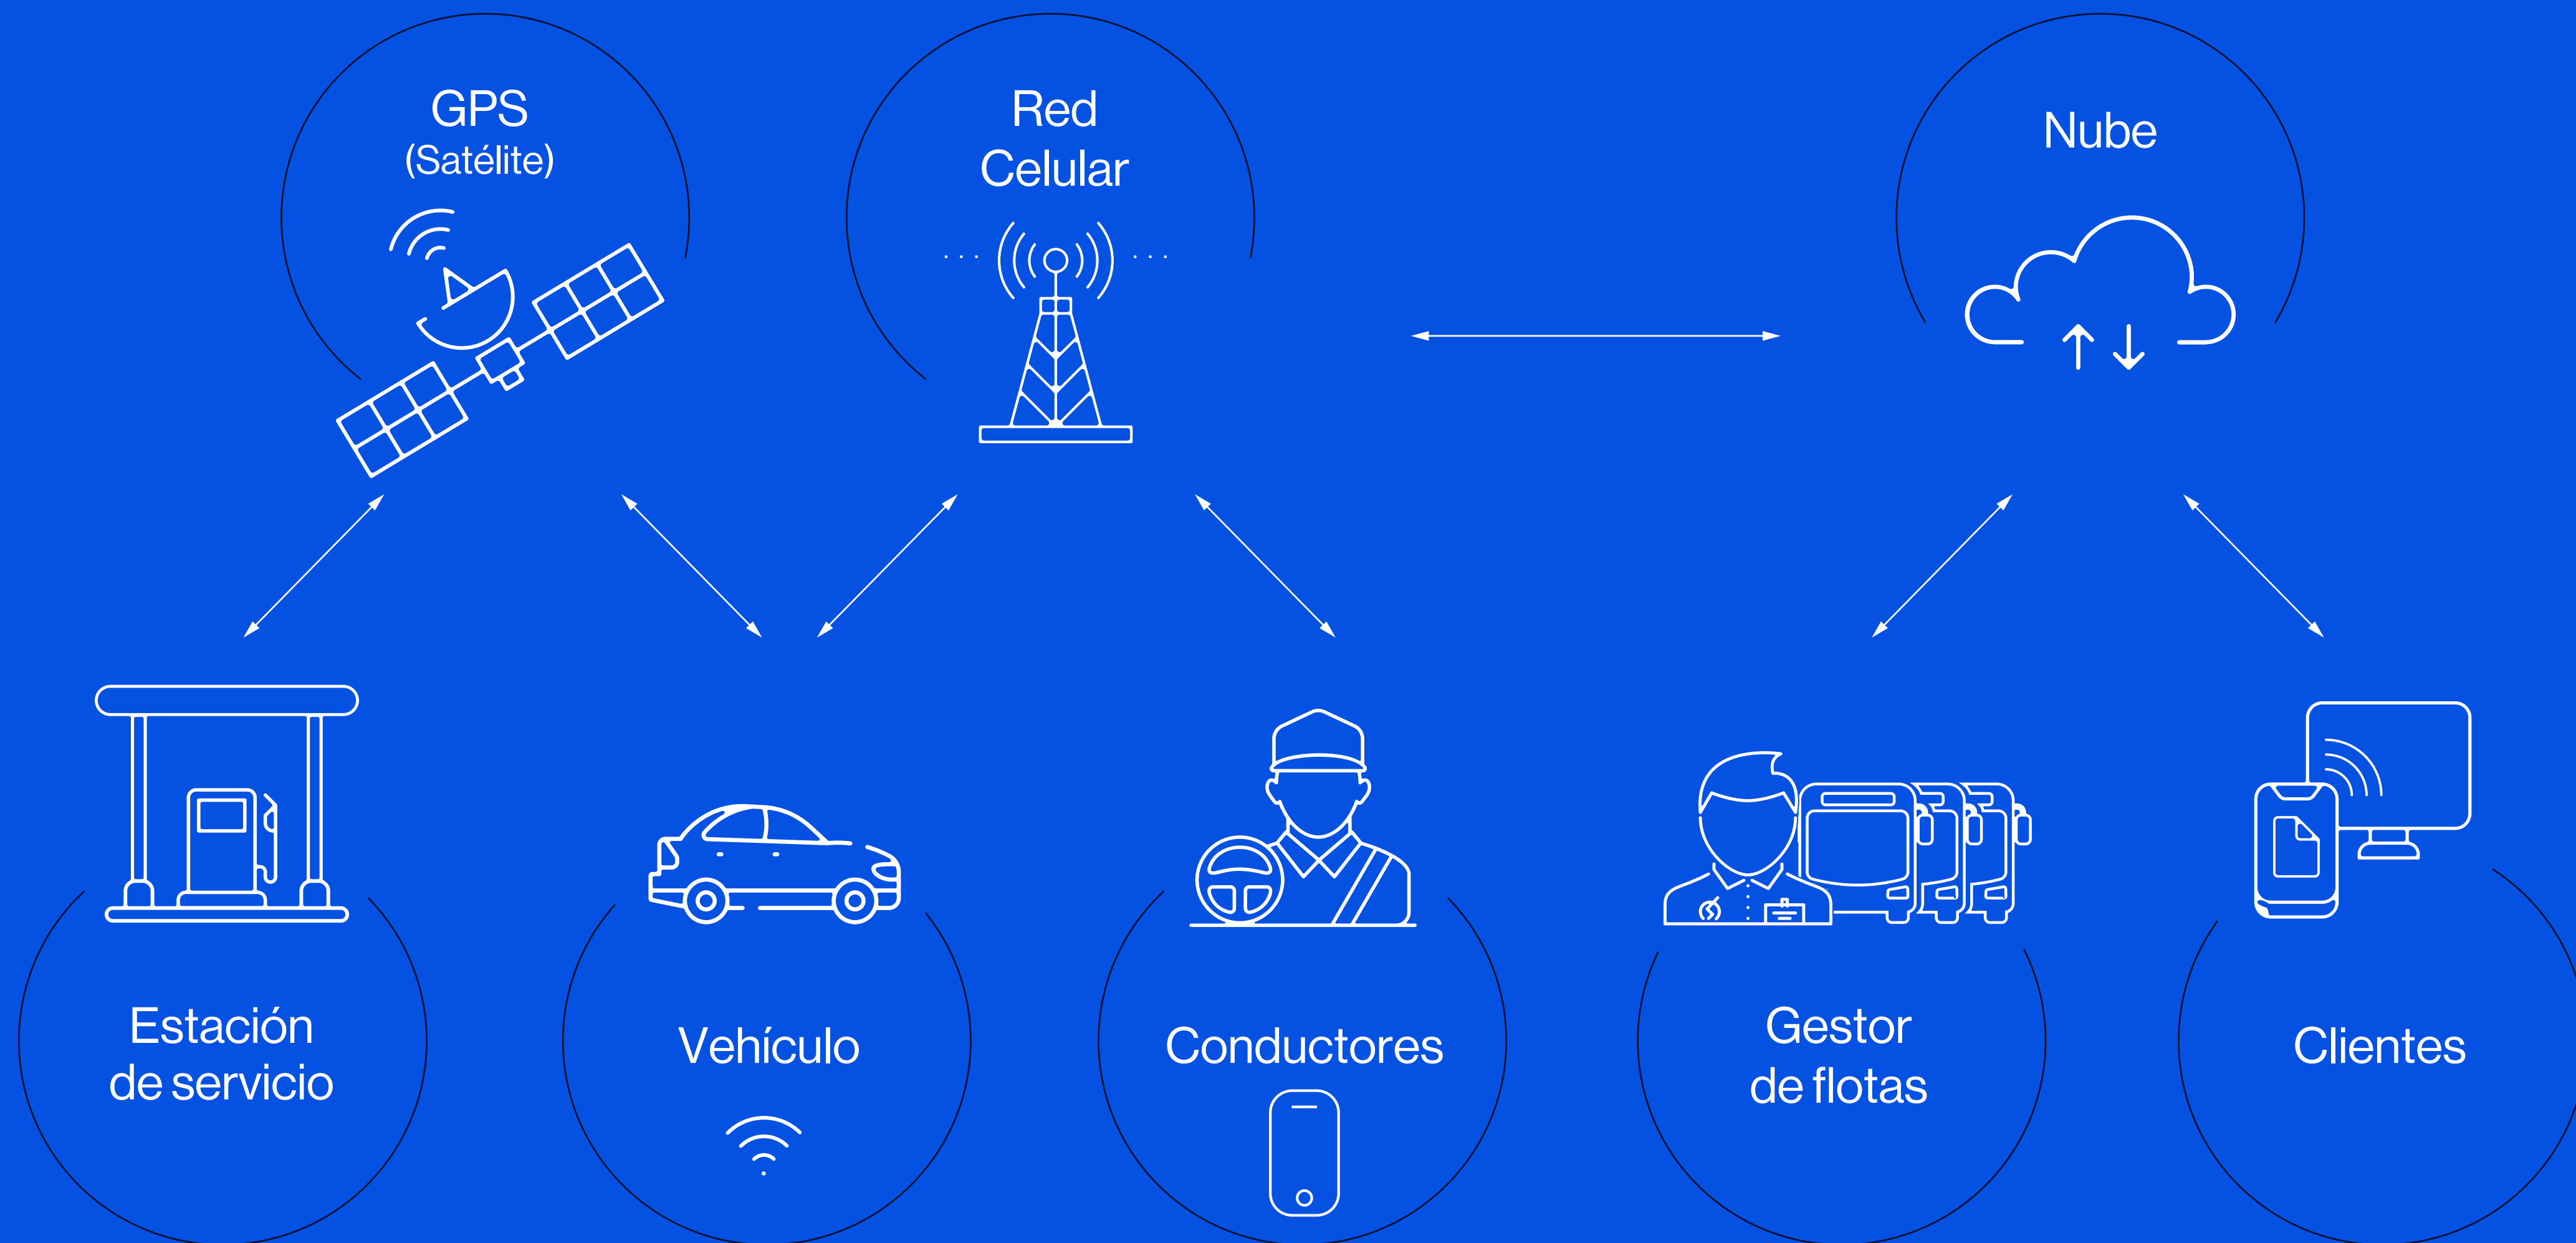 GPS
(Satélite)
Red
Celular
Nube
Estación
de servicio
Vehículo
Conductores
Gestor
de flotas
Clientes